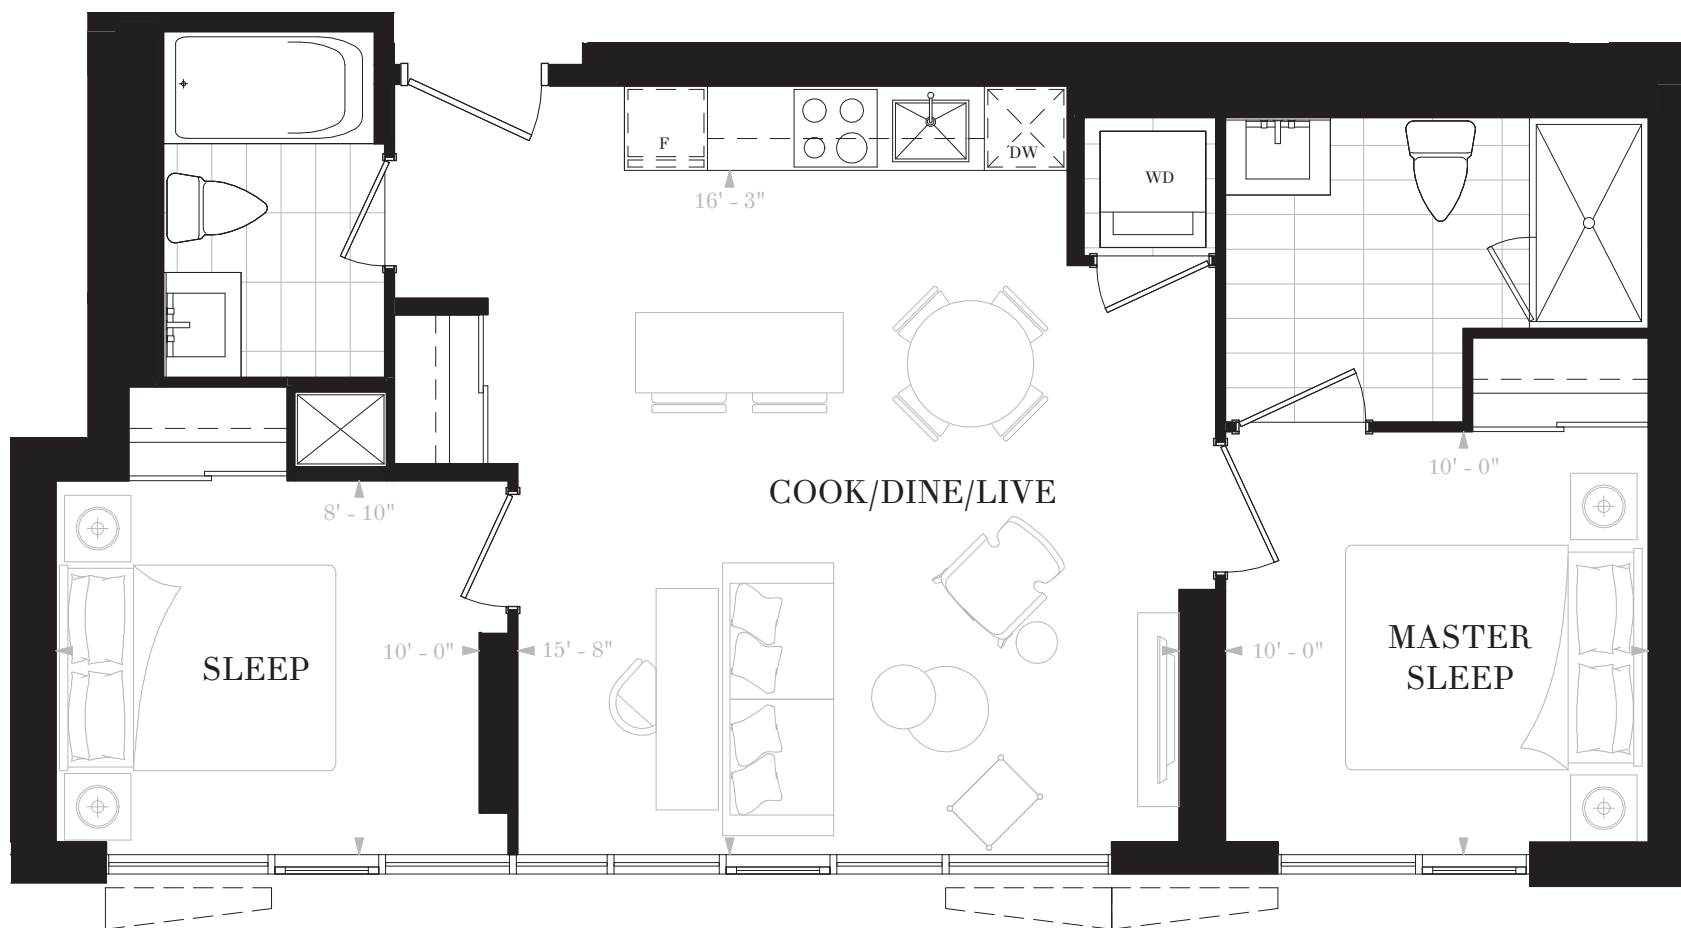 F
DW
WD
16' - 3"
10' - 0"
COOK/DINE/LIVE
8' - 10"
10' - 0"
15' - 8"
10' - 0"
MASTER
SLEEP
SLEEP